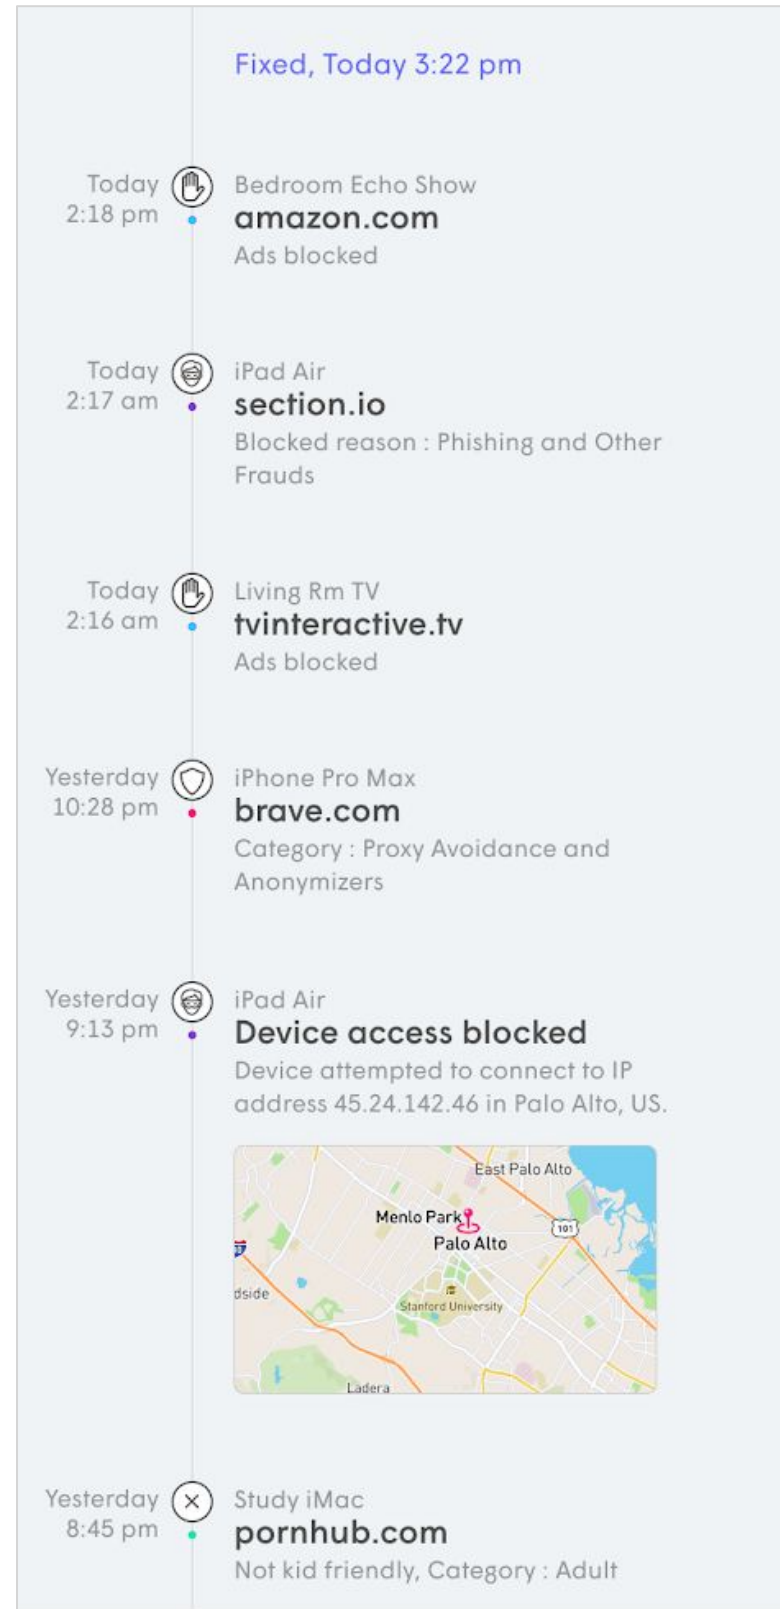 Fixed, Today 3:22 pm
Today
2:18 pm
Bedroom Echo Show
amazon.com
Ads blocked
Today
2:17 am
iPad Air
section.io
Blocked reason : Phishing and Other
Frauds
Today
2:16 am
Living Rm TV
tvinteractive.tv
Ads blocked
Yesterday
10:28 pm
iPhone Pro Max
brave.com
Category : Proxy Avoidance and
Anonymizers
Yesterday
9:13 pm
iPad Air
Device access blocked
Device attempted to connect to IP
address 45.24.142.46 in Palo Alto, US.
East Palo Alto
Menlo Park
101
Palo Alto
dside
Stanford University
Ladera
Yesterday
8:45 pm
Study iMac
pornhub.com
Not kid friendly, Category : Adult